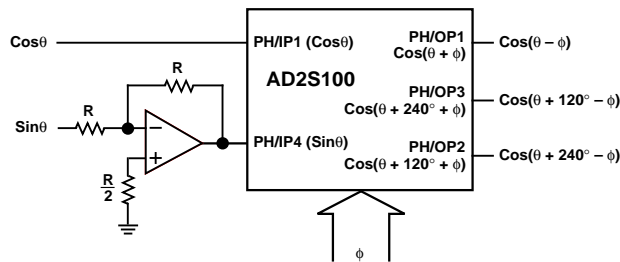 Cosθ
PH/IP1 (Cosθ)
PH/OP1
Cos(θ + ϕ)
Cos(θ – ϕ)
AD2S100
R
R
PH/OP3
Cos(θ + 240° + ϕ)
Cos(θ + 120° – ϕ)
Sinθ
–
+
PH/IP4 (Sinθ)
PH/OP2
Cos(θ + 120° + ϕ)
Cos(θ + 240° – ϕ)
R
2
ϕ